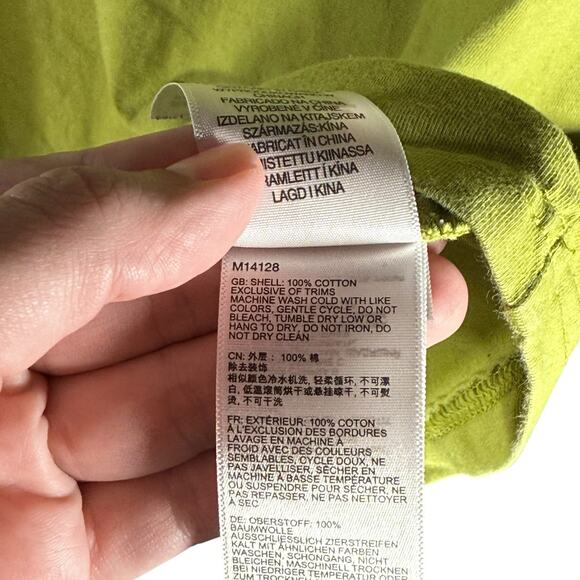 FABRICADO NA CHINA
VYROBENÉ V ČÍNE
IZDELANO NA KITAJSKEM
SZÁRMAZÁS:KÍNA
FABRICAT ÎN CHINA
KIINASSA
Í KÍNA
LAGD I KINA
M14128
GB: SHELL: 100% COTTON
EXCLUSIVE OF TRIMS
MACHINE WASH COLD WITH LIKE
COLORS, GENTLE CYCLE, DO NOT
BLEACH, TUMBLE DRY LOW OR
HANG TO DRY, DO NOT IRON, DO
NOT DRY CLEAN
CN: 外层: 100% 棉
除去装饰
相似颜色冷水机洗, 轻柔循环, 不可漂
白, 低温滚筒烘干或悬挂晾干, 不可熨
烫, 不可干洗
FR: EXTÉRIEUR: 100% COTON
À L'EXCLUSION DES BORDURES
LAVAGE EN MACHINE À
FROID AVEC DES COULEURS
SEMBLABLES, CYCLE DOUX, NE
PAS JAVELLISER, SÉCHER EN
MACHINE À BASSE TEMPÉRATURE
OU SUSPENDRE POUR SÉCHER, NE
PAS REPASSER, NE PAS NETTOYER
À SEC
DE: OBERSTOFF: 100%
BAUMWOLLE
AUSSCHLIESSLICH ZIERSTREIFEN
KALT MIT ÄHNLICHEN FARBEN
WASCHEN, SCHONGANG, NICHT
BLEICHEN, MASCHINELL TROCKNEN
BEI NIEDRIGER TEMPERATUR ODER
ZUM TROCKNEN